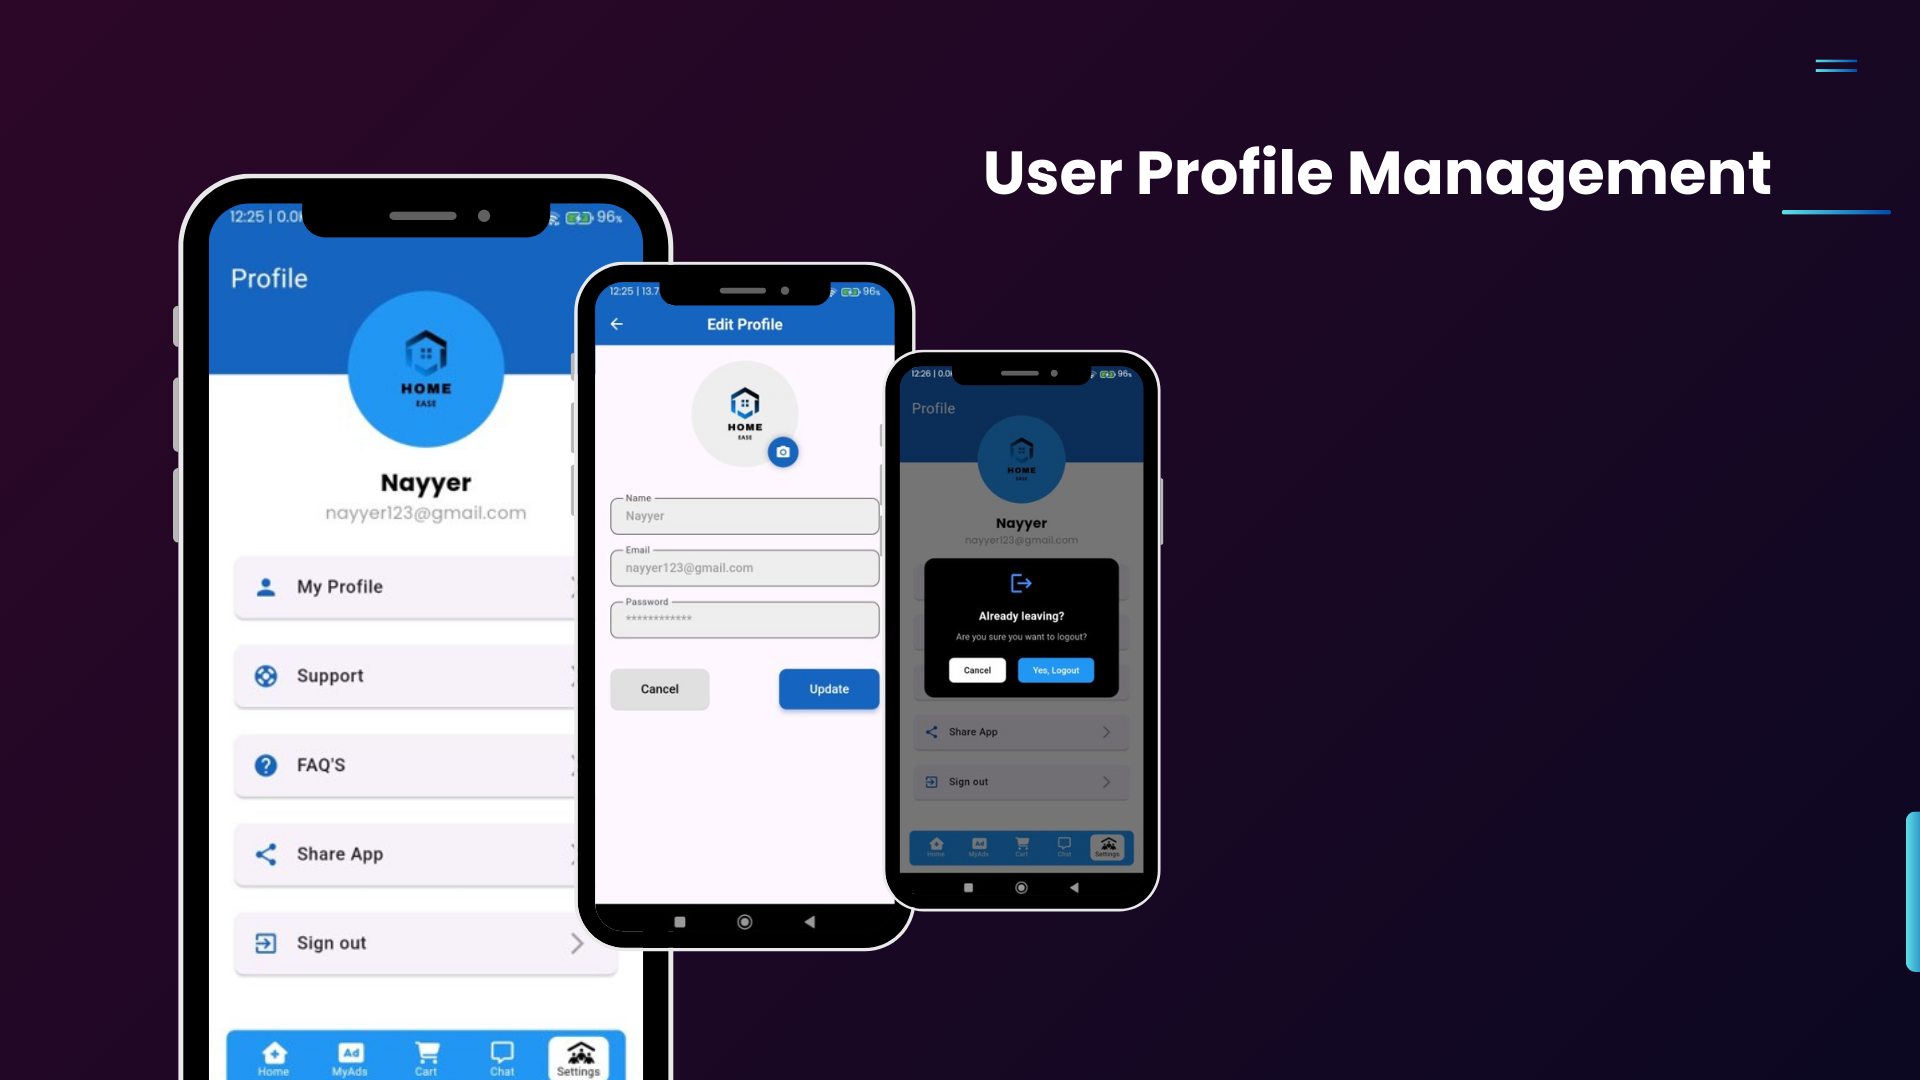 User Profile Management
12:25 | 0.0
96%
Profile
HOME
EASE
Nayyer
nayyer123@gmail.com
My Profile
Support
FAQ'S
Share App
Sign out
Home
MyAds
Cart
Chat
Settings
12:25 | 13.7
96%
Edit Profile
HOME
EASE
Name
Nayyer
Email
nayyer123@gmail.com
Password
************
Cancel
Update
12:26 | 0.0
96%
Profile
HOME
EASE
Nayyer
nayyer123@gmail.com
Already leaving?
Are you sure you want to logout?
Cancel
Yes, Logout
Share App
Sign out
Home
MyAds
Cart
Chat
Settings